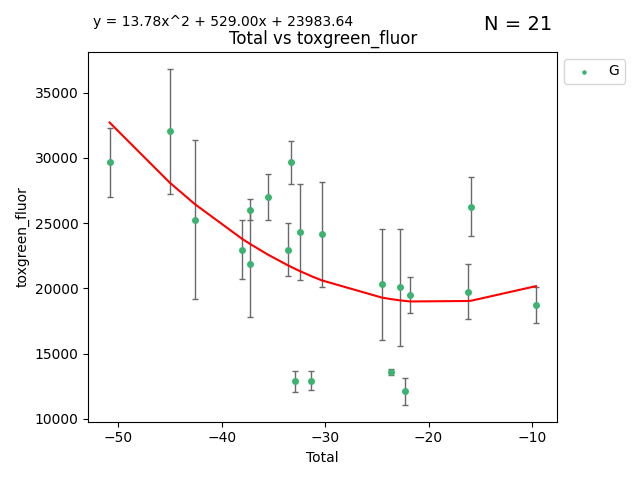 y = 13.78x^2 + 529.00x + 23983.64
N = 21
Total vs toxgreen_fluor
G
toxgreen_fluor
35000
30000
25000
20000
15000
10000
−50
−40
−30
−20
−10
Total